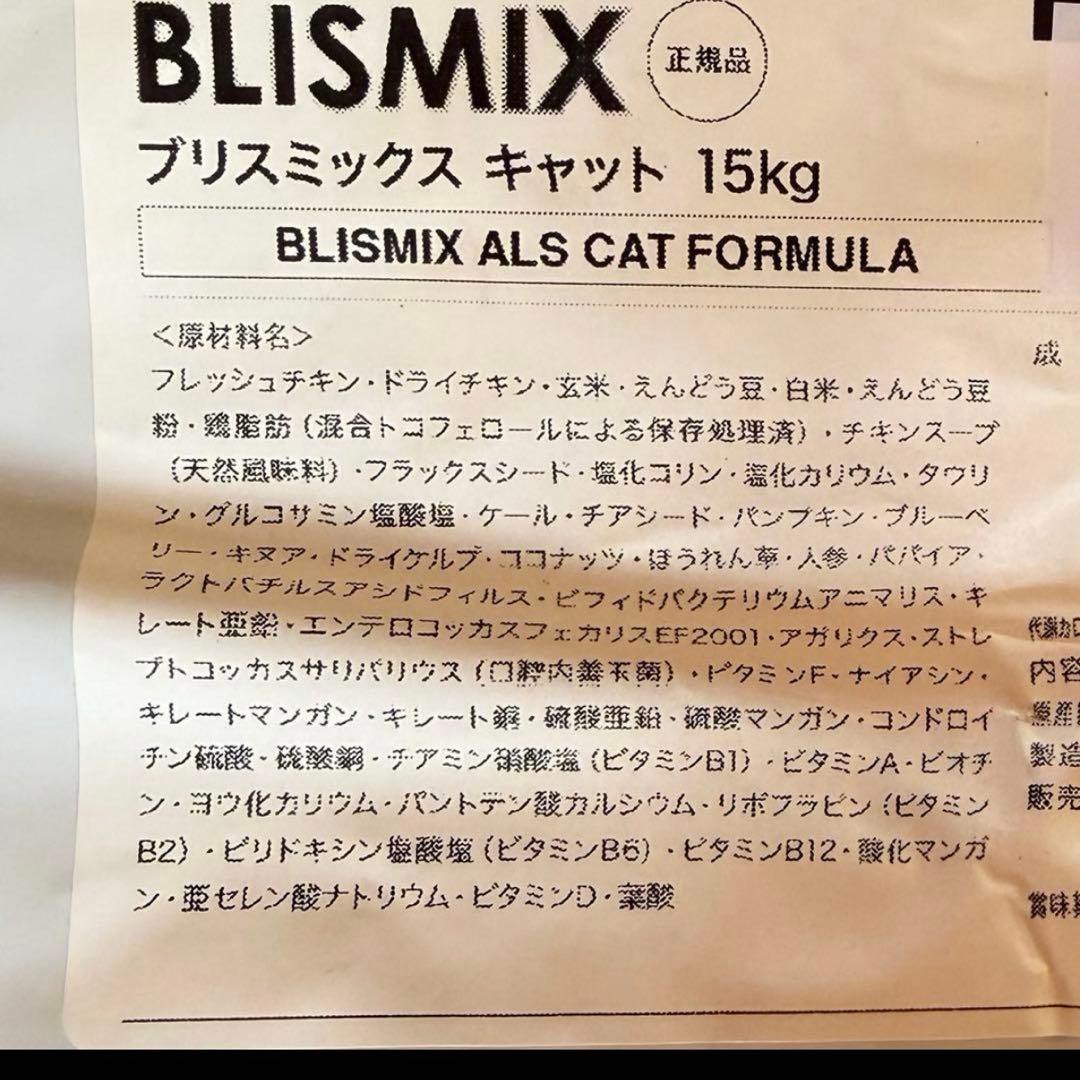 BLISMIX
正規品
ブリスミックス キャット 15kg
BLISMIX ALS CAT FORMULA
<原材料名>
フレッシュチキン・ドライチキン・玄米・えんどう豆・白米・えんどう豆
粉・鶏脂肪(混合トコフェロールによる保存処理済)・チキンスープ
(天然風味料)・フラックスシード・塩化コリン・塩化カリウム・タウリ
ン・グルコサミン塩酸塩・ケール・チアシード・パンプキン・ブルーベ
リー・キヌア・ドライケルプ・ココナッツ・ほうれん草・人参・パパイア・
ラクトバチルスアシドフィルス・ビフィドバクテリウムアニマリス・キ
レート亜鉛・エンテロコッカスフェカリスEF2001・アガリクス・ストレ
プトコッカスサリバリウス(口腔内善玉菌)・ビタミンE・ナイアシン・
キレートマンガン・キレート銅・硫酸亜鉛・硫酸マンガン・コンドロイ
チン硫酸・硫酸銅・チアミン硝酸塩(ビタミンB1)・ビタミンA・ビオチ
ン・ヨウ化カリウム・パントテン酸カルシウム・リボフラビン(ビタミン
B2)・ピリドキシン塩酸塩(ビタミンB6)・ビタミンB12・酸化マンガ
ン・亜セレン酸ナトリウム・ビタミンD・葉酸
成
代謝カロ
内容
製造
販売
賞味期